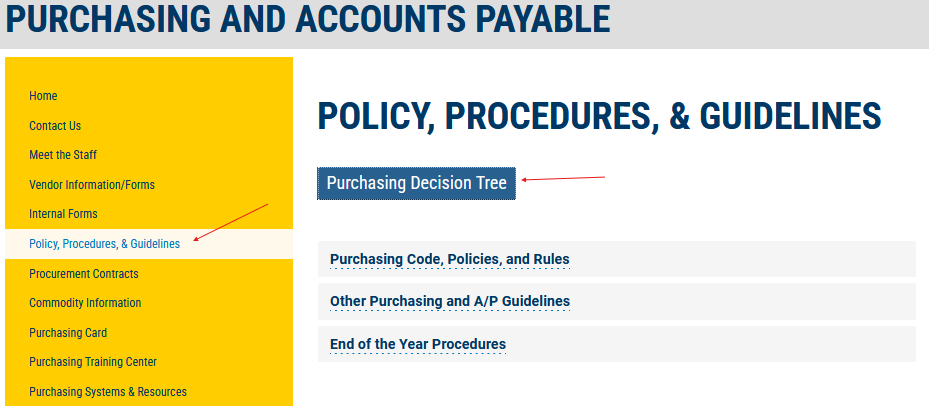 PURCHASING AND ACCOUNTS PAYABLE
Home
Contact Us
Meet the Staff
Vendor Information/Forms
Internal Forms
Policy, Procedures, & Guidelines
Procurement Contracts
Commodity Information
Purchasing Card
Purchasing Training Center
Purchasing Systems & Resources
POLICY, PROCEDURES, & GUIDELINES
Purchasing Decision Tree
Purchasing Code, Policies, and Rules
Other Purchasing and A/P Guidelines
End of the Year Procedures